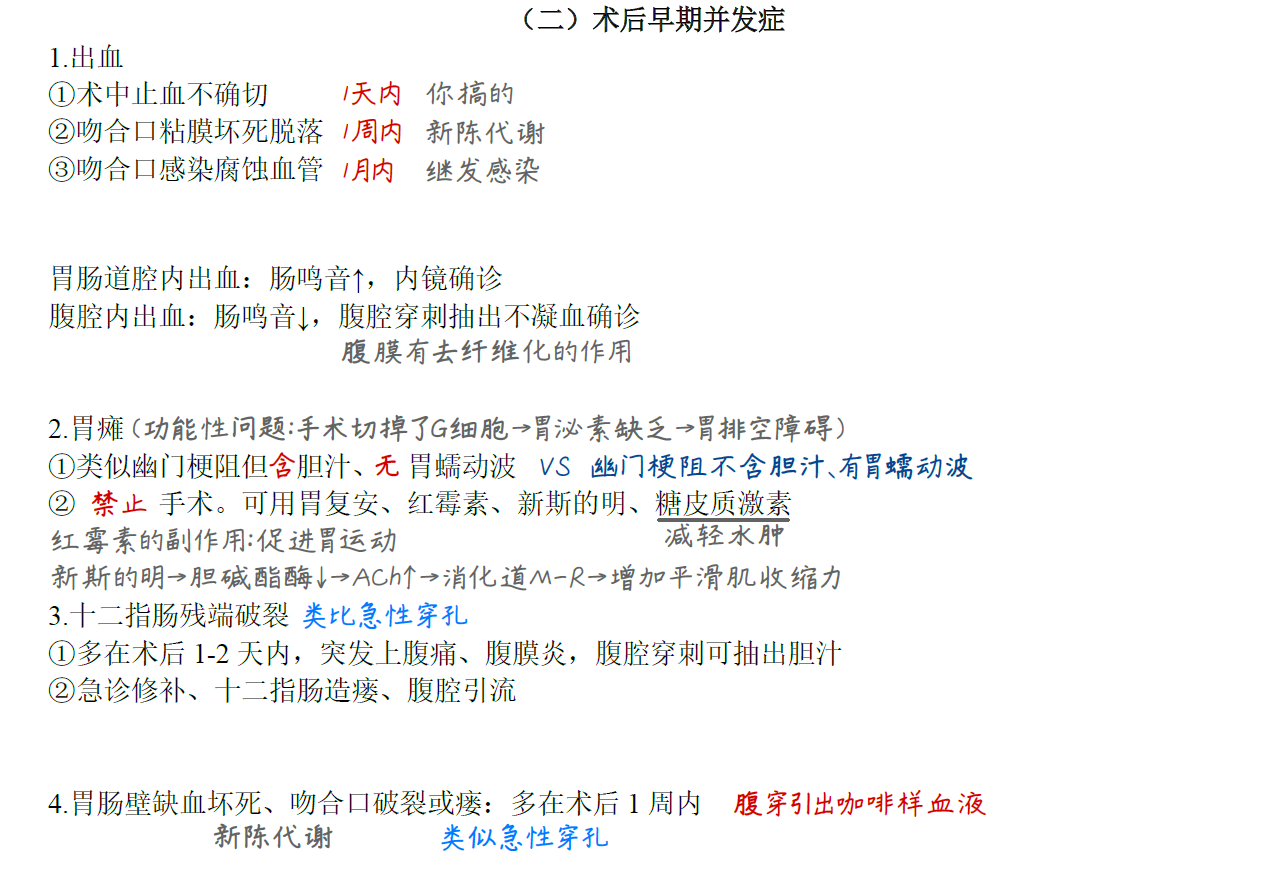 （二）术后早期并发症
1.出血
①术中止血不确切 1天内 你搞的
②吻合口粘膜坏死脱落 1周内 新陈代谢
③吻合口感染腐蚀血管 1月内 继发感染
胃肠道腔内出血：肠鸣音↑，内镜确诊
腹腔内出血：肠鸣音↓，腹腔穿刺抽出不凝血确诊
腹膜有去纤维化的作用
2.胃瘫（功能性问题:手术切掉了G细胞→胃泌素缺乏→胃排空障碍）
①类似幽门梗阻但含胆汁、无 胃蠕动波 VS 幽门梗阻不含胆汁、有胃蠕动波
② 禁止 手术。可用胃复安、红霉素、新斯的明、糖皮质激素
红霉素的副作用:促进胃运动 减轻水肿
新斯的明→胆碱酯酶↓→ACh↑→消化道M-R→增加平滑肌收缩力
3.十二指肠残端破裂 类比急性穿孔
①多在术后 1-2 天内，突发上腹痛、腹膜炎，腹腔穿刺可抽出胆汁
②急诊修补、十二指肠造瘘、腹腔引流
4.胃肠壁缺血坏死、吻合口破裂或瘘：多在术后 1 周内 腹穿引出咖啡样血液
新陈代谢 类似急性穿孔